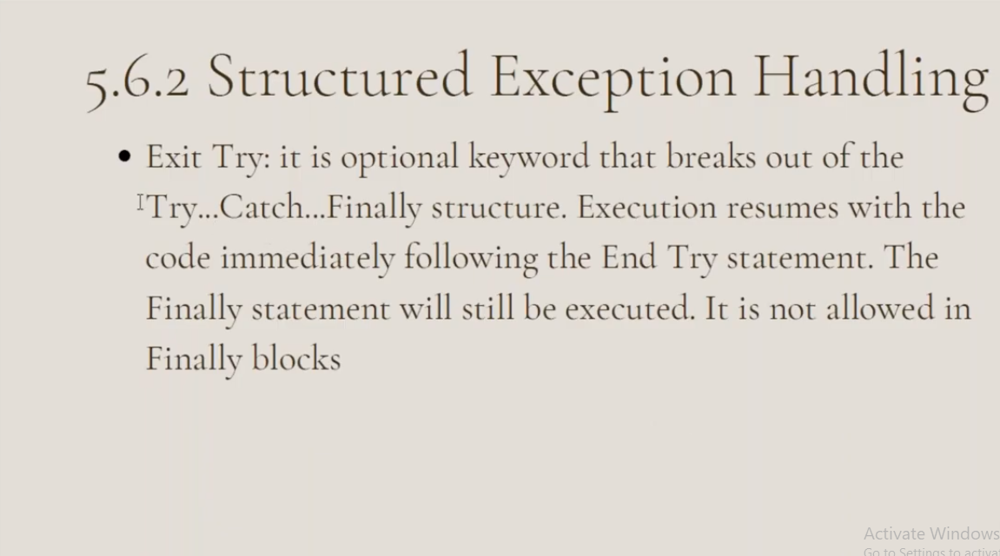 5.6.2 Structured Exception Handling
• Exit Try: it is optional keyword that breaks out of the
Try...Catch...Finally structure. Execution resumes with the
code immediately following the End Try statement. The
Finally statement will still be executed. It is not allowed in
Finally blocks
Activate Windows
Go to Settings to activa